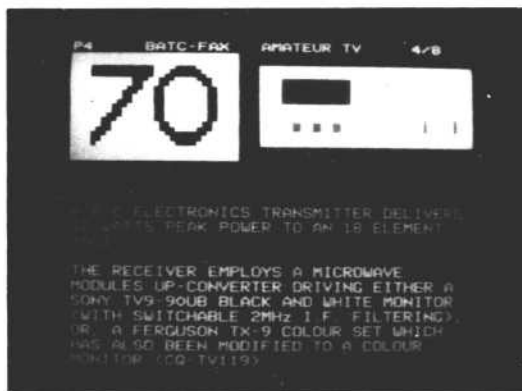 P4 BATC-FAX AMATEUR TV 4/8
70
ELECTRONICS TRANSMITTER DELIVERS
WATTS PEAK POWER TO AN 18 ELEMENT
THE RECEIVER EMPLOYS A MICROWAVE
MODULES UP-CONVERTER DRIVING EITHER A
SONY TV9-90UB BLACK AND WHITE MONITOR
(WITH SWITCHABLE 2MHz I.F. FILTERING),
OR, A FERGUSON TX-9 COLOUR SET WHICH
HAS ALSO BEEN MODIFIED TO A COLOUR
MONITOR (CQ-TV119)